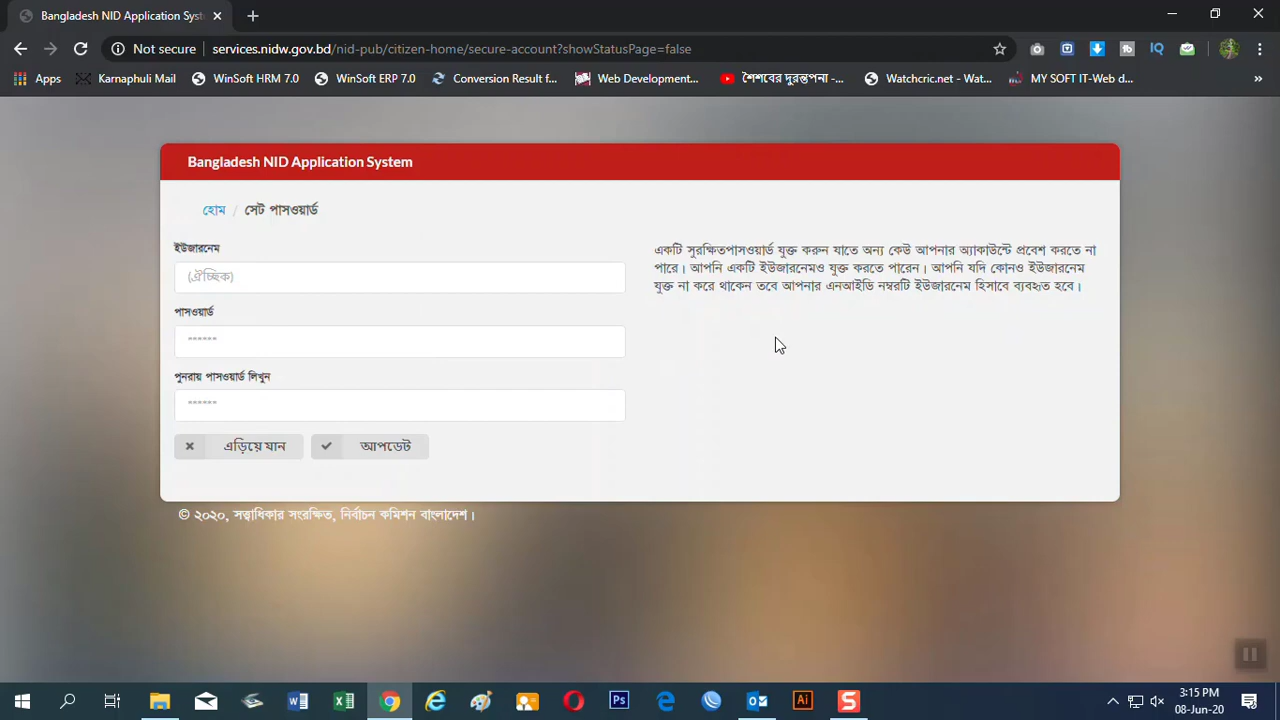 Bangladesh NID Application Syst
Not secure services.nidw.gov.bd/nid-pub/citizen-home/secure-account?showStatusPage=false
Apps Karnaphuli Mail WinSoft HRM 7.0 WinSoft ERP 7.0 Conversion Result f... Web Development... শৈশবের দুরন্তপনা -... Watchcric.net - Wat... MY SOFT IT-Web d... »
Bangladesh NID Application System
হোম / সেট পাসওয়ার্ড
ইউজারনেম
(ঐচ্ছিক)
পাসওয়ার্ড
******
পুনরায় পাসওয়ার্ড লিখুন
******
এড়িয়ে যান আপডেট
একটি সুরক্ষিতপাসওয়ার্ড যুক্ত করুন যাতে অন্য কেউ আপনার অ্যাকাউন্টে প্রবেশ করতে না
পারে। আপনি একটি ইউজারনেমও যুক্ত করতে পারেন। আপনি যদি কোনও ইউজারনেম
যুক্ত না করে থাকেন তবে আপনার এনআইডি নম্বরটি ইউজারনেম হিসাবে ব্যবহৃত হবে।
© ২০২০, সত্ত্বাধিকার সংরক্ষিত, নির্বাচন কমিশন বাংলাদেশ।
3:15 PM
08-Jun-20